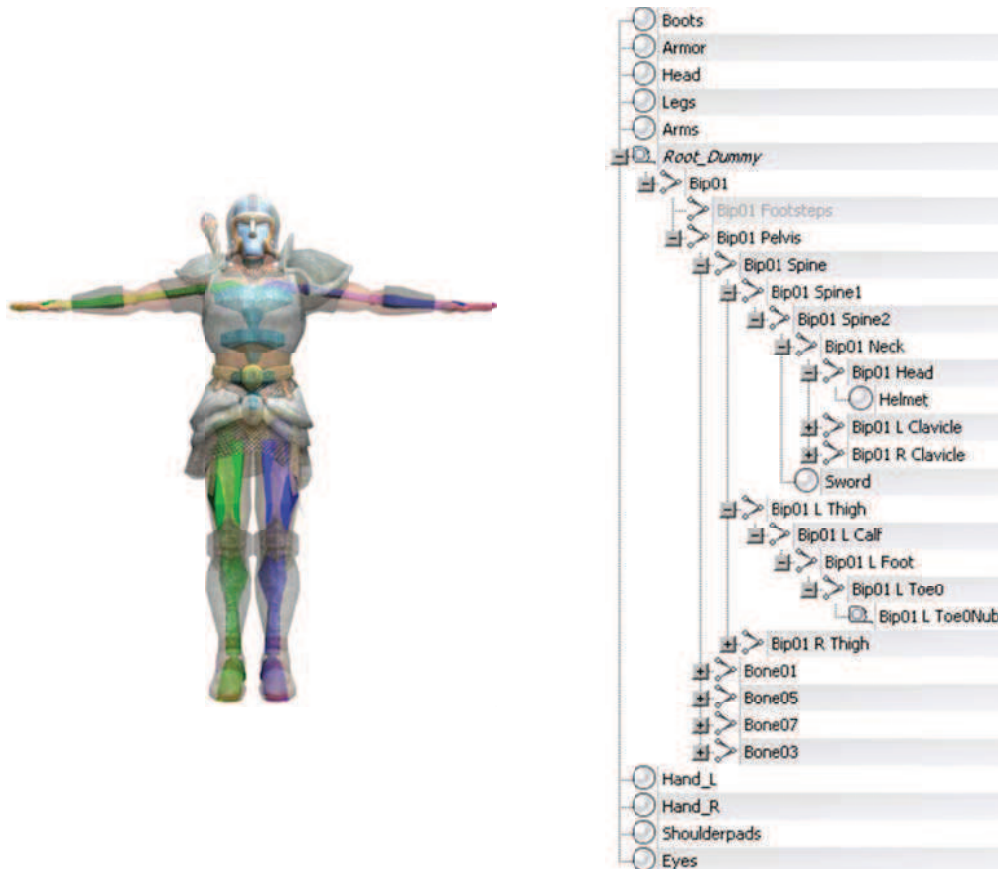 Boots
Armor
Head
Legs
Arms
Root_Dummy
Bip01
Bip01 Footsteps
Bip01 Pelvis
Bip01 Spine
Bip01 Spine1
Bip01 Spine2
Bip01 Neck
Bip01 Head
Helmet
Bip01 L Clavicle
Bip01 R Clavicle
Sword
Bip01 L Thigh
Bip01 L Calf
Bip01 L Foot
Bip01 L Toe0
Bip01 L Toe0Nub
Bip01 R Thigh
Bone01
Bone05
Bone07
Bone03
Hand_L
Hand_R
Shoulderpads
Eyes